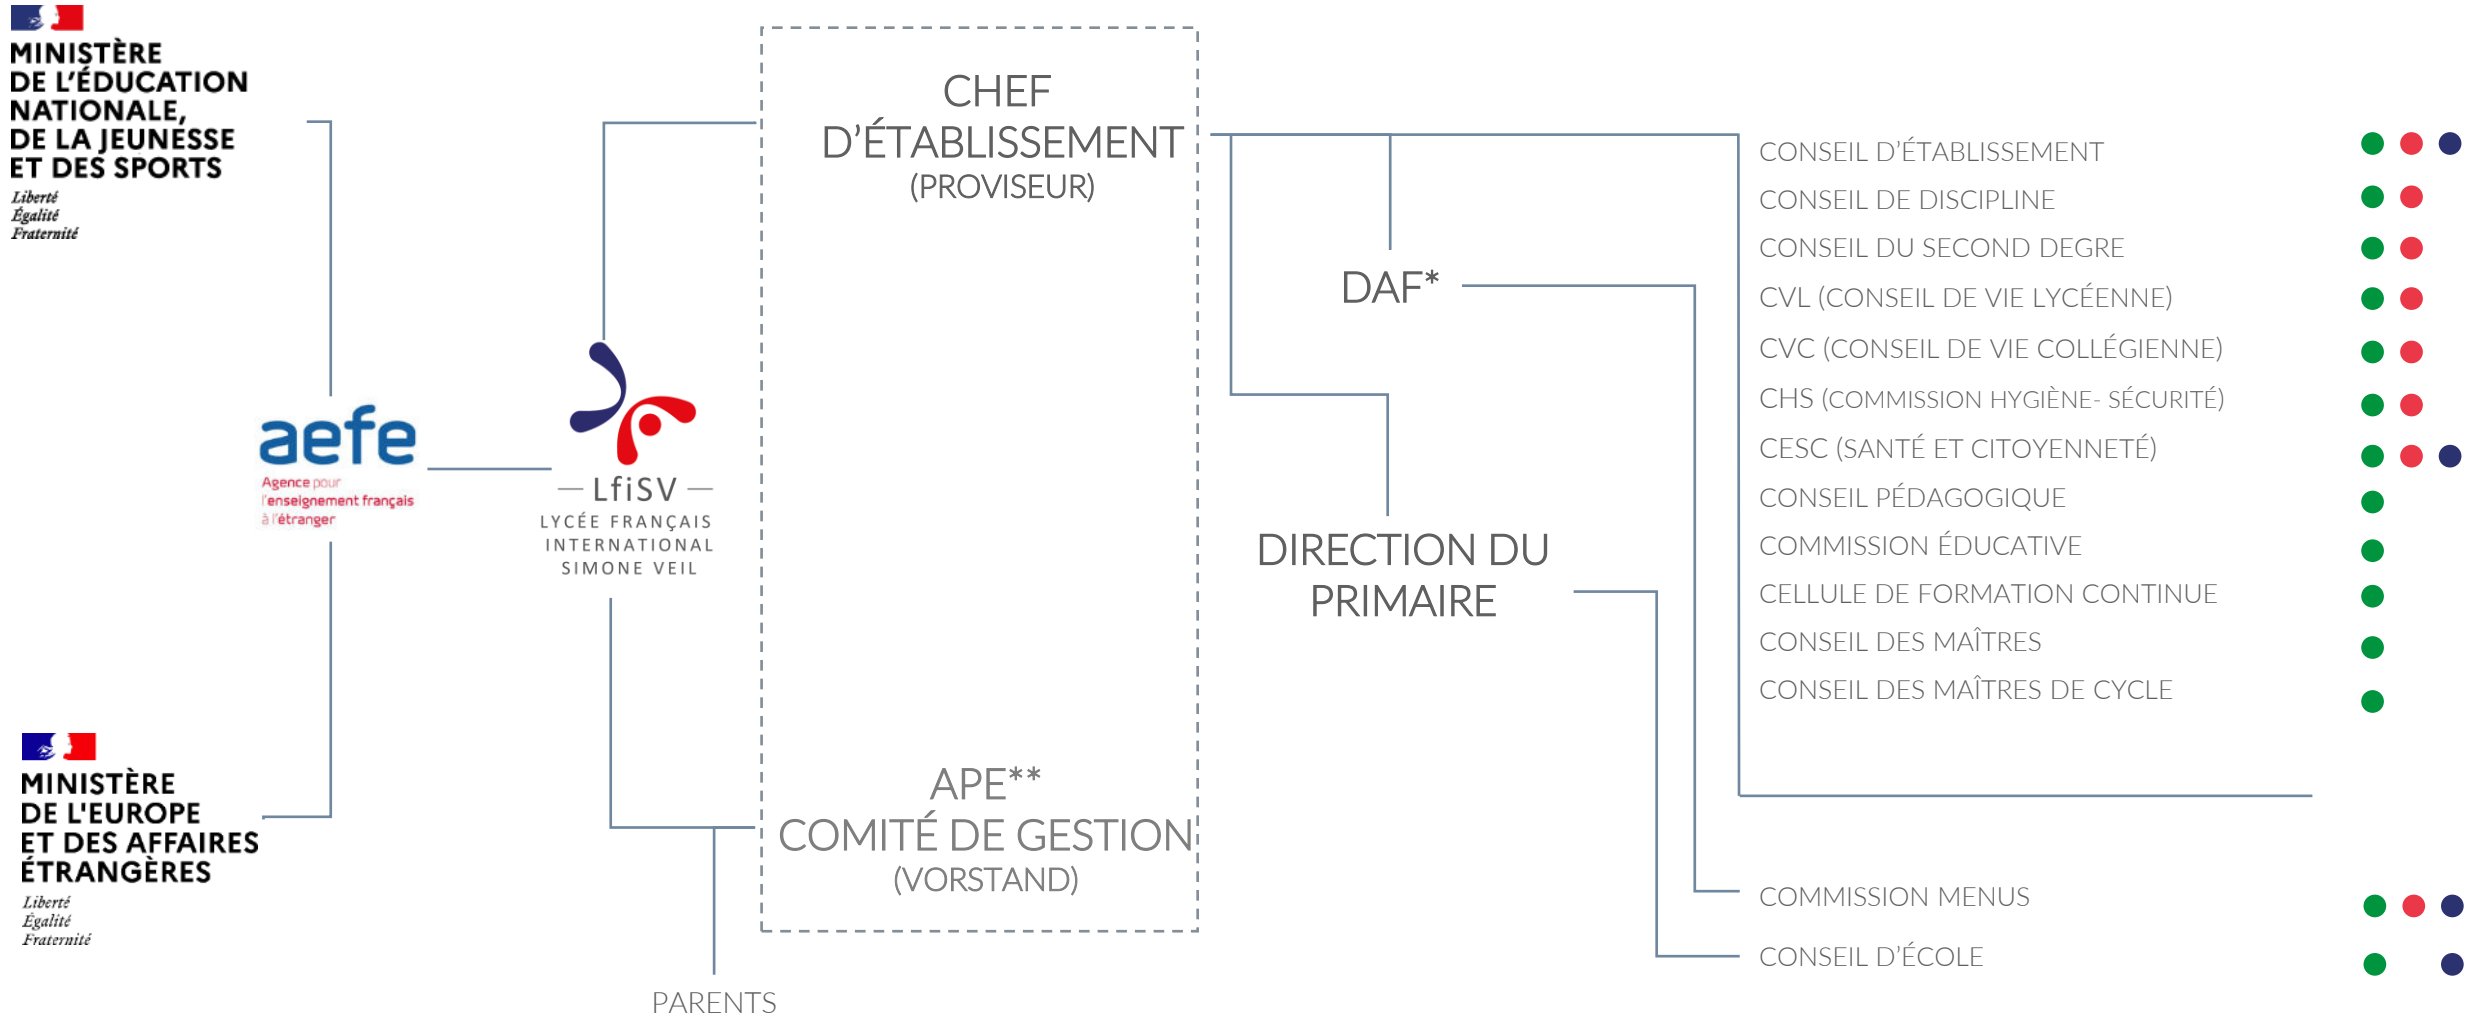 MINISTÈRE
DE L'ÉDUCATION
NATIONALE,
DE LA JEUNESSE
ET DES SPORTS
Liberté
Égalité
Fraternité
aefe
Agence pour
l'enseignement français
à l'étranger
MINISTÈRE
DE L'EUROPE
ET DES AFFAIRES
ÉTRANGÈRES
Liberté
Égalité
Fraternité
LfiSV
LYCÉE FRANÇAIS
INTERNATIONAL
SIMONE VEIL
CHEF
D'ÉTABLISSEMENT
(PROVISEUR)
APE**
COMITÉ DE GESTION
(VORSTAND)
PARENTS
DAF*
DIRECTION DU
PRIMAIRE
CONSEIL D'ÉTABLISSEMENT
CONSEIL DE DISCIPLINE
CONSEIL DU SECOND DEGRE
CVL (CONSEIL DE VIE LYCÉENNE)
CVC (CONSEIL DE VIE COLLÉGIENNE)
CHS (COMMISSION HYGIÈNE- SÉCURITÉ)
CESC (SANTÉ ET CITOYENNETÉ)
CONSEIL PÉDAGOGIQUE
COMMISSION ÉDUCATIVE
CELLULE DE FORMATION CONTINUE
CONSEIL DES MAÎTRES
CONSEIL DES MAÎTRES DE CYCLE
COMMISSION MENUS
CONSEIL D'ÉCOLE